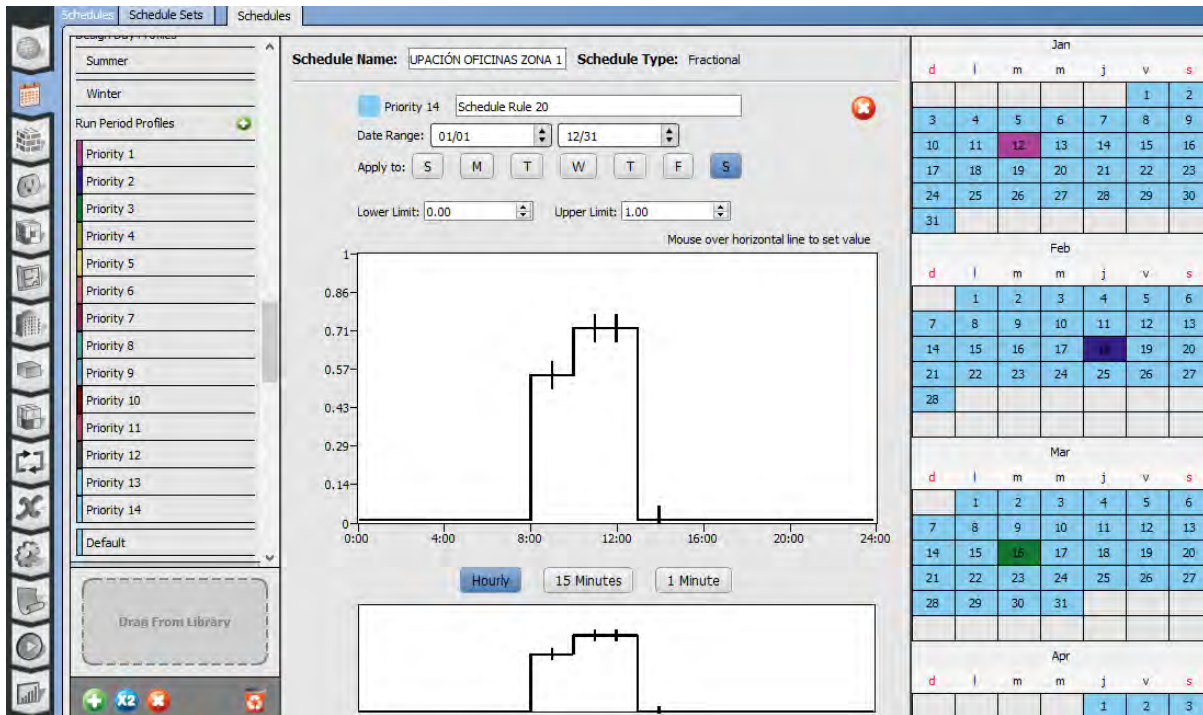 Schedules Schedule Sets Schedules
Design Day Profiles
Summer
Winter
Run Period Profiles
Priority 1
Priority 2
Priority 3
Priority 4
Priority 5
Priority 6
Priority 7
Priority 8
Priority 9
Priority 10
Priority 11
Priority 12
Priority 13
Priority 14
Default
Drag From Library
X2
Schedule Name: UPACIÓN OFICINAS ZONA 1 Schedule Type: Fractional
Priority 14 Schedule Rule 20
Date Range: 01/01 12/31
Apply to: S M T W T F S
Lower Limit: 0.00 Upper Limit: 1.00
Mouse over horizontal line to set value
1
0.86
0.71
0.57
0.43
0.29
0.14
0
0:00 4:00 8:00 12:00 16:00 20:00 24:00
Hourly 15 Minutes 1 Minute
Jan
d l m m j v s
1 2
3 4 5 6 7 8 9
10 11 12 13 14 15 16
17 18 19 20 21 22 23
24 25 26 27 28 29 30
31
Feb
d l m m j v s
1 2 3 4 5 6
7 8 9 10 11 12 13
14 15 16 17 18 19 20
21 22 23 24 25 26 27
28
Mar
d l m m j v s
1 2 3 4 5 6
7 8 9 10 11 12 13
14 15 16 17 18 19 20
21 22 23 24 25 26 27
28 29 30 31
Apr
d l m m j v s
1 2 3